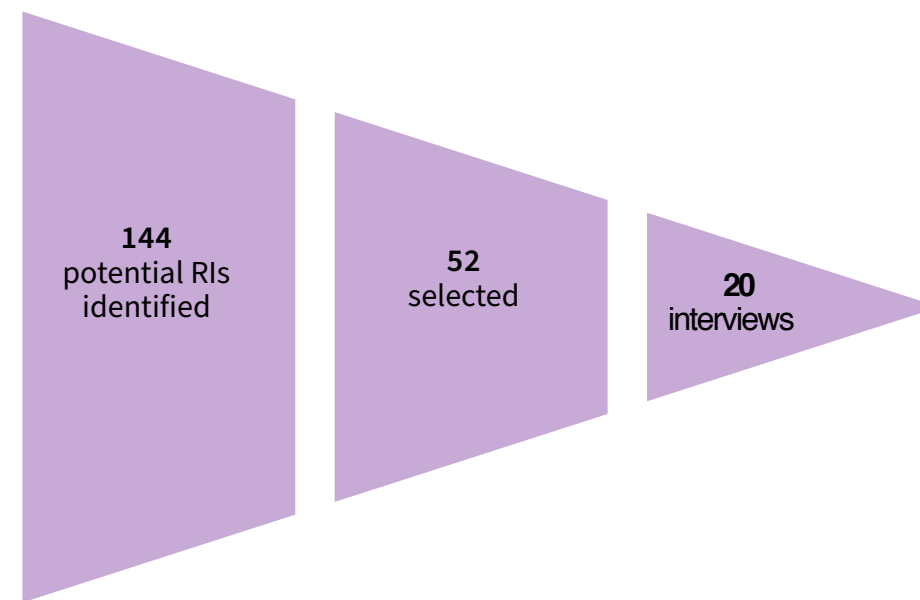 144
potential RIs
identified
52
selected
20
interviews